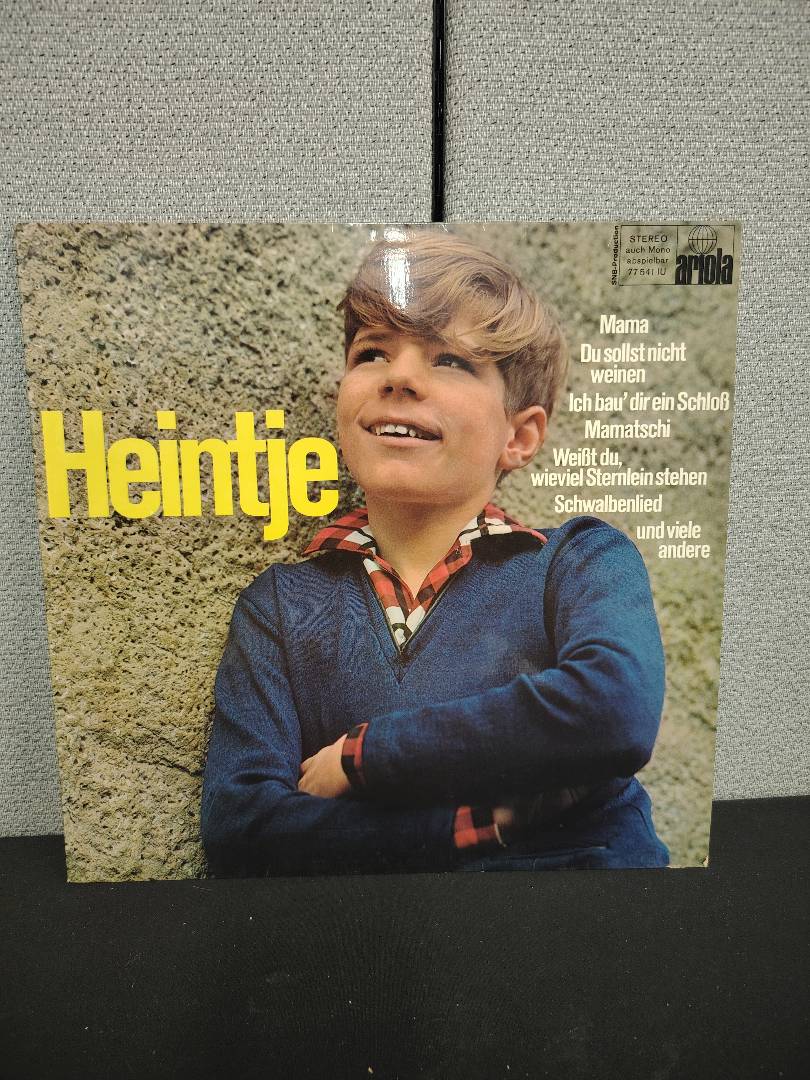 SNB-Production
STEREO
auch Mono
abspielbar
77 541 IU
ariola
Mama
Du sollst nicht
weinen
Ich bau' dir ein Schloß
Mamatschi
Weißt du,
wieviel Sternlein stehen
Schwalbenlied
und viele
andere
Heintje